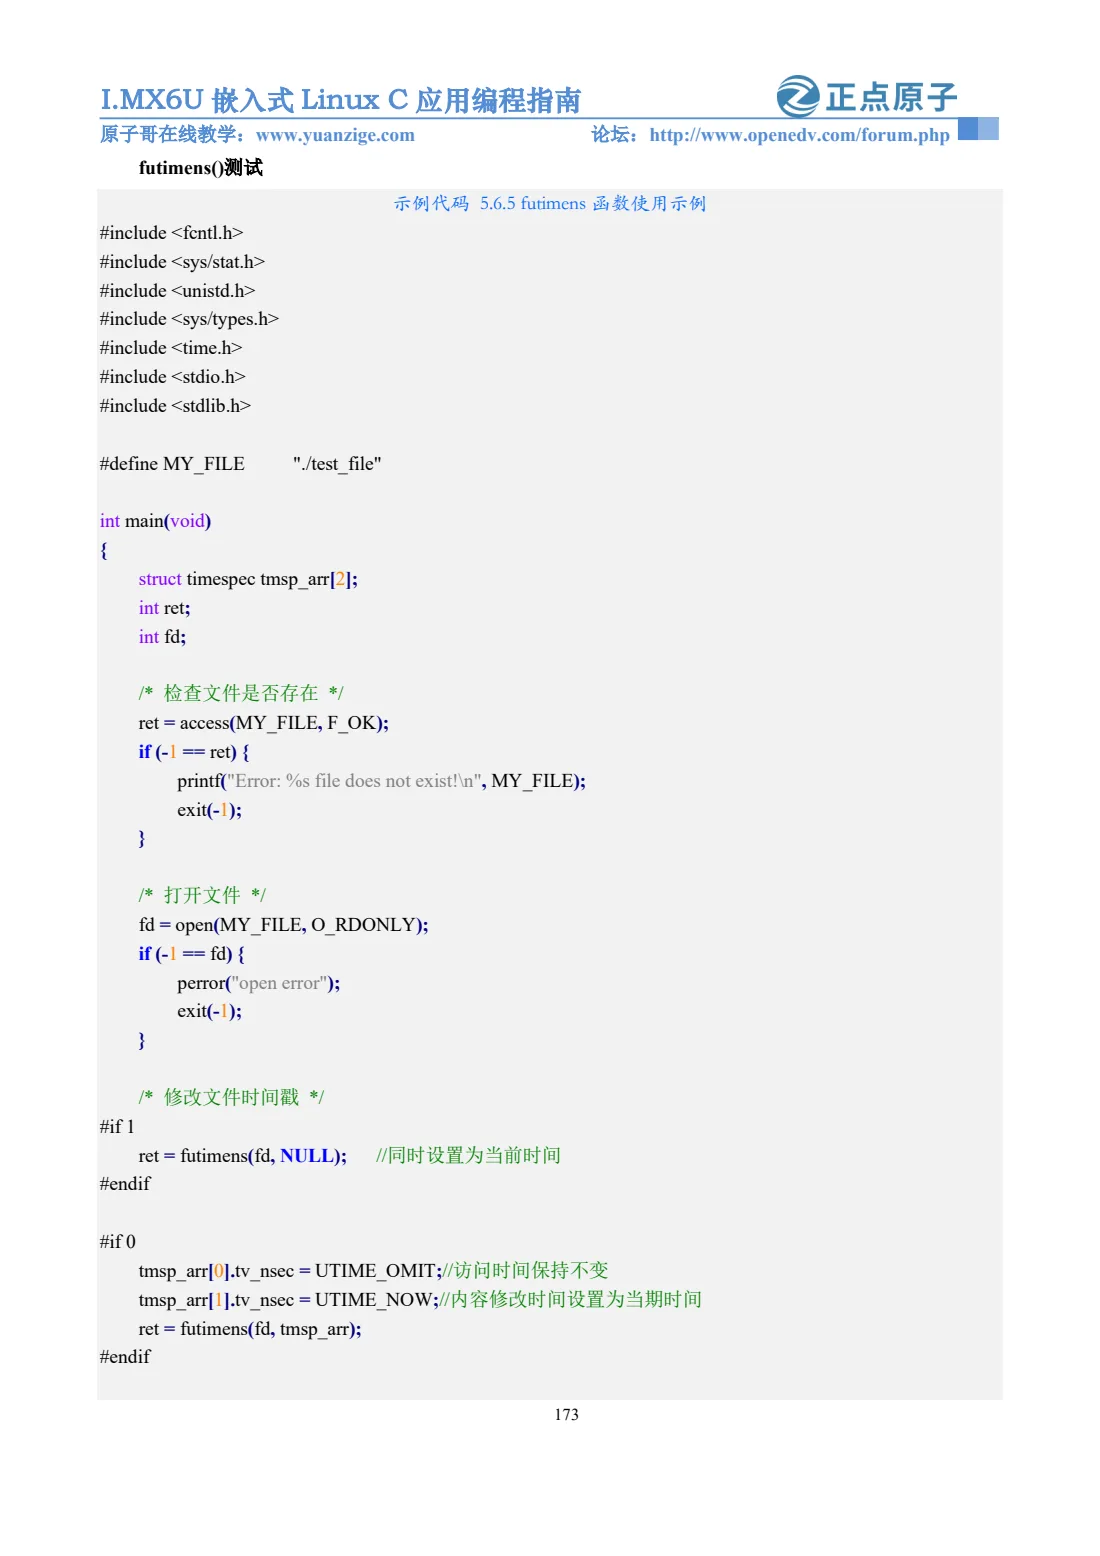 I.MX6U 嵌入式 Linux C 应用编程指南
正点原子
原子哥在线教学：www.yuanzige.com 论坛：http://www.openedv.com/forum.php
futimens()测试
示例代码 5.6.5 futimens 函数使用示例
#include <fcntl.h>
#include <sys/stat.h>
#include <unistd.h>
#include <sys/types.h>
#include <time.h>
#include <stdio.h>
#include <stdlib.h>
#define MY_FILE "./test_file"
int main(void)
{
struct timespec tmsp_arr[2];
int ret;
int fd;
/* 检查文件是否存在 */
ret = access(MY_FILE, F_OK);
if (-1 == ret) {
printf("Error: %s file does not exist!\n", MY_FILE);
exit(-1);
}
/* 打开文件 */
fd = open(MY_FILE, O_RDONLY);
if (-1 == fd) {
perror("open error");
exit(-1);
}
/* 修改文件时间戳 */
#if 1
ret = futimens(fd, NULL); //同时设置为当前时间
#endif
#if 0
tmsp_arr[0].tv_nsec = UTIME_OMIT;//访问时间保持不变
tmsp_arr[1].tv_nsec = UTIME_NOW;//内容修改时间设置为当期时间
ret = futimens(fd, tmsp_arr);
#endif
173